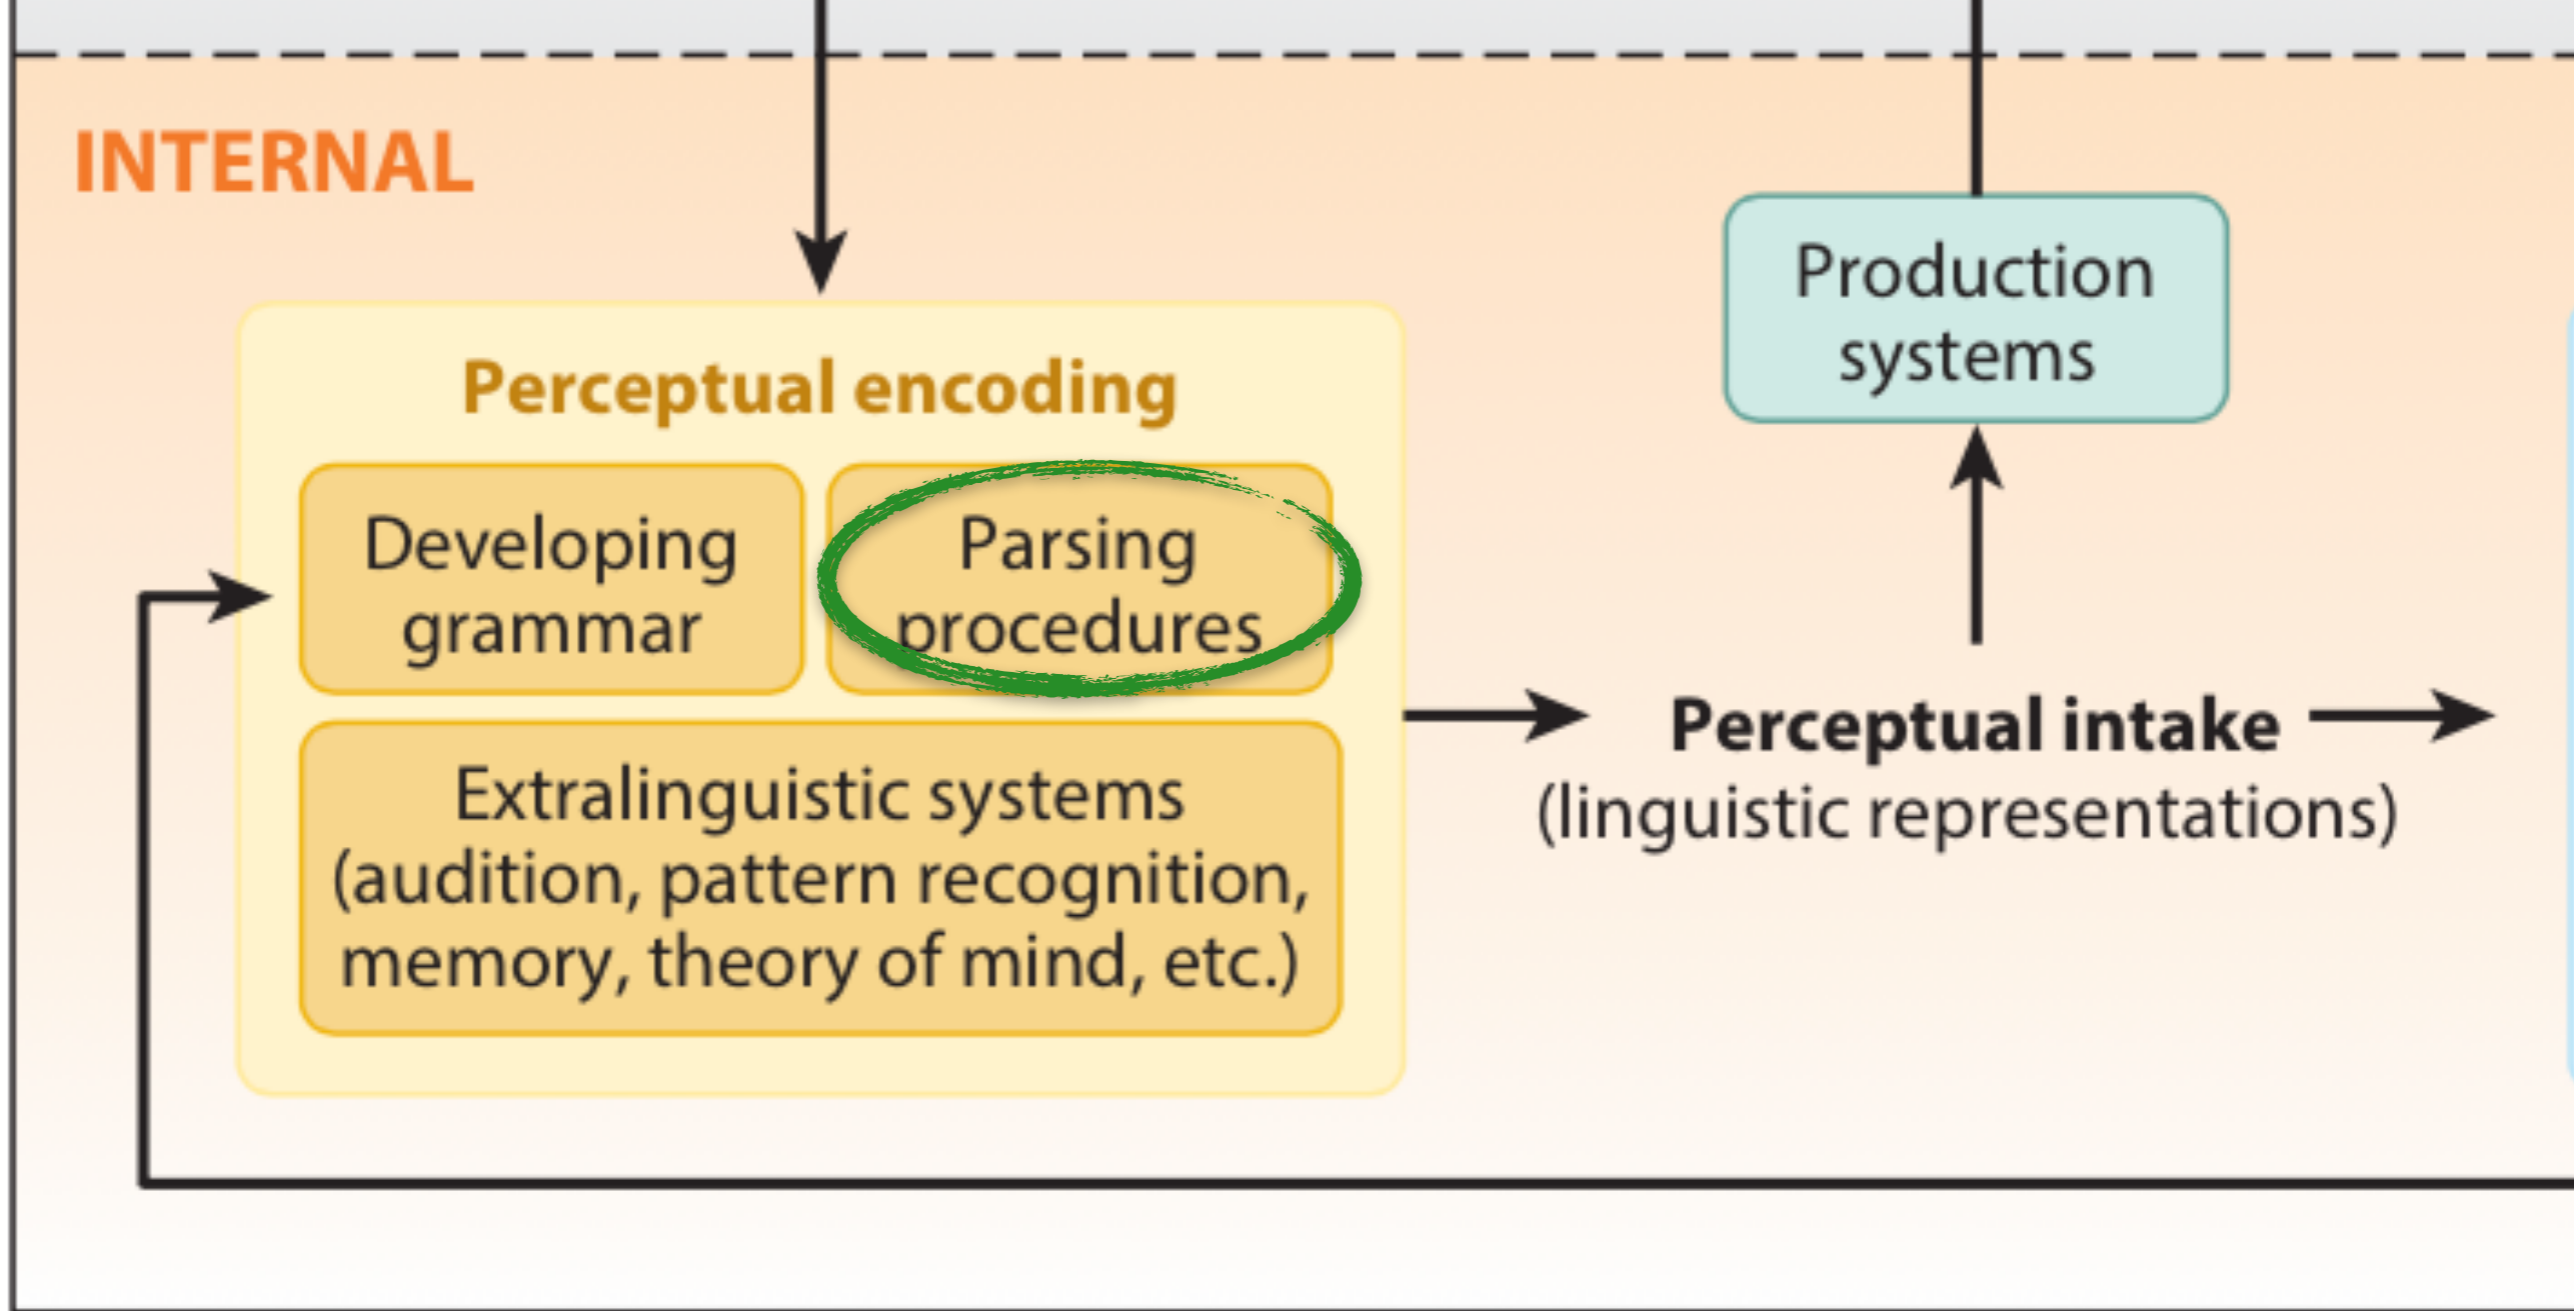 INTERNAL
Perceptual encoding
Developing
grammar
Parsing
procedures
Extralinguistic systems
(audition, pattern recognition,
memory, theory of mind, etc.)
Production
systems
Perceptual intake
(linguistic representations)